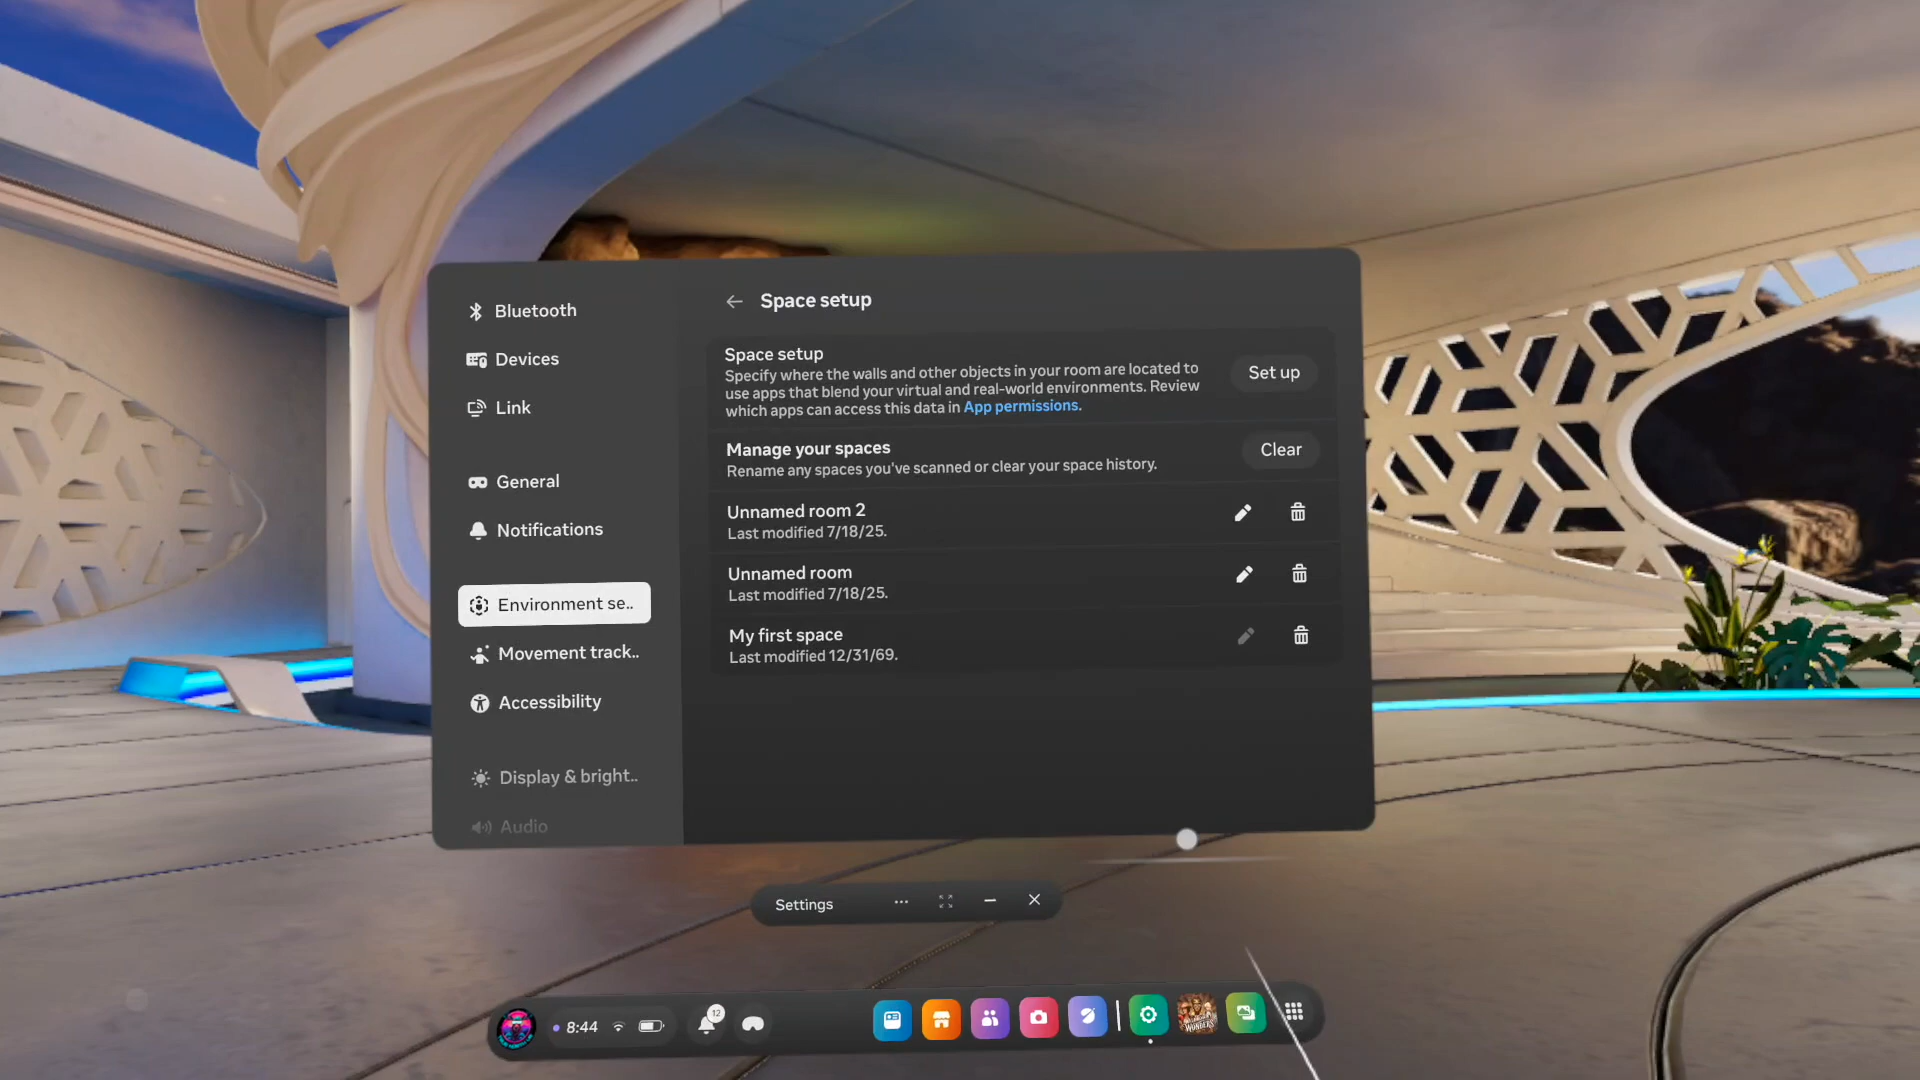 Bluetooth
Devices
Link
General
Notifications
Environment se..
Movement track..
Accessibility
Display & bright..
Audio
Space setup
Space setup
Specify where the walls and other objects in your room are located to
use apps that blend your virtual and real-world environments. Review
which apps can access this data in App permissions.
Set up
Manage your spaces
Rename any spaces you've scanned or clear your space history.
Clear
Unnamed room 2
Last modified 7/18/25.
Unnamed room
Last modified 7/18/25.
My first space
Last modified 12/31/69.
Settings
8:44
12
WONDERS